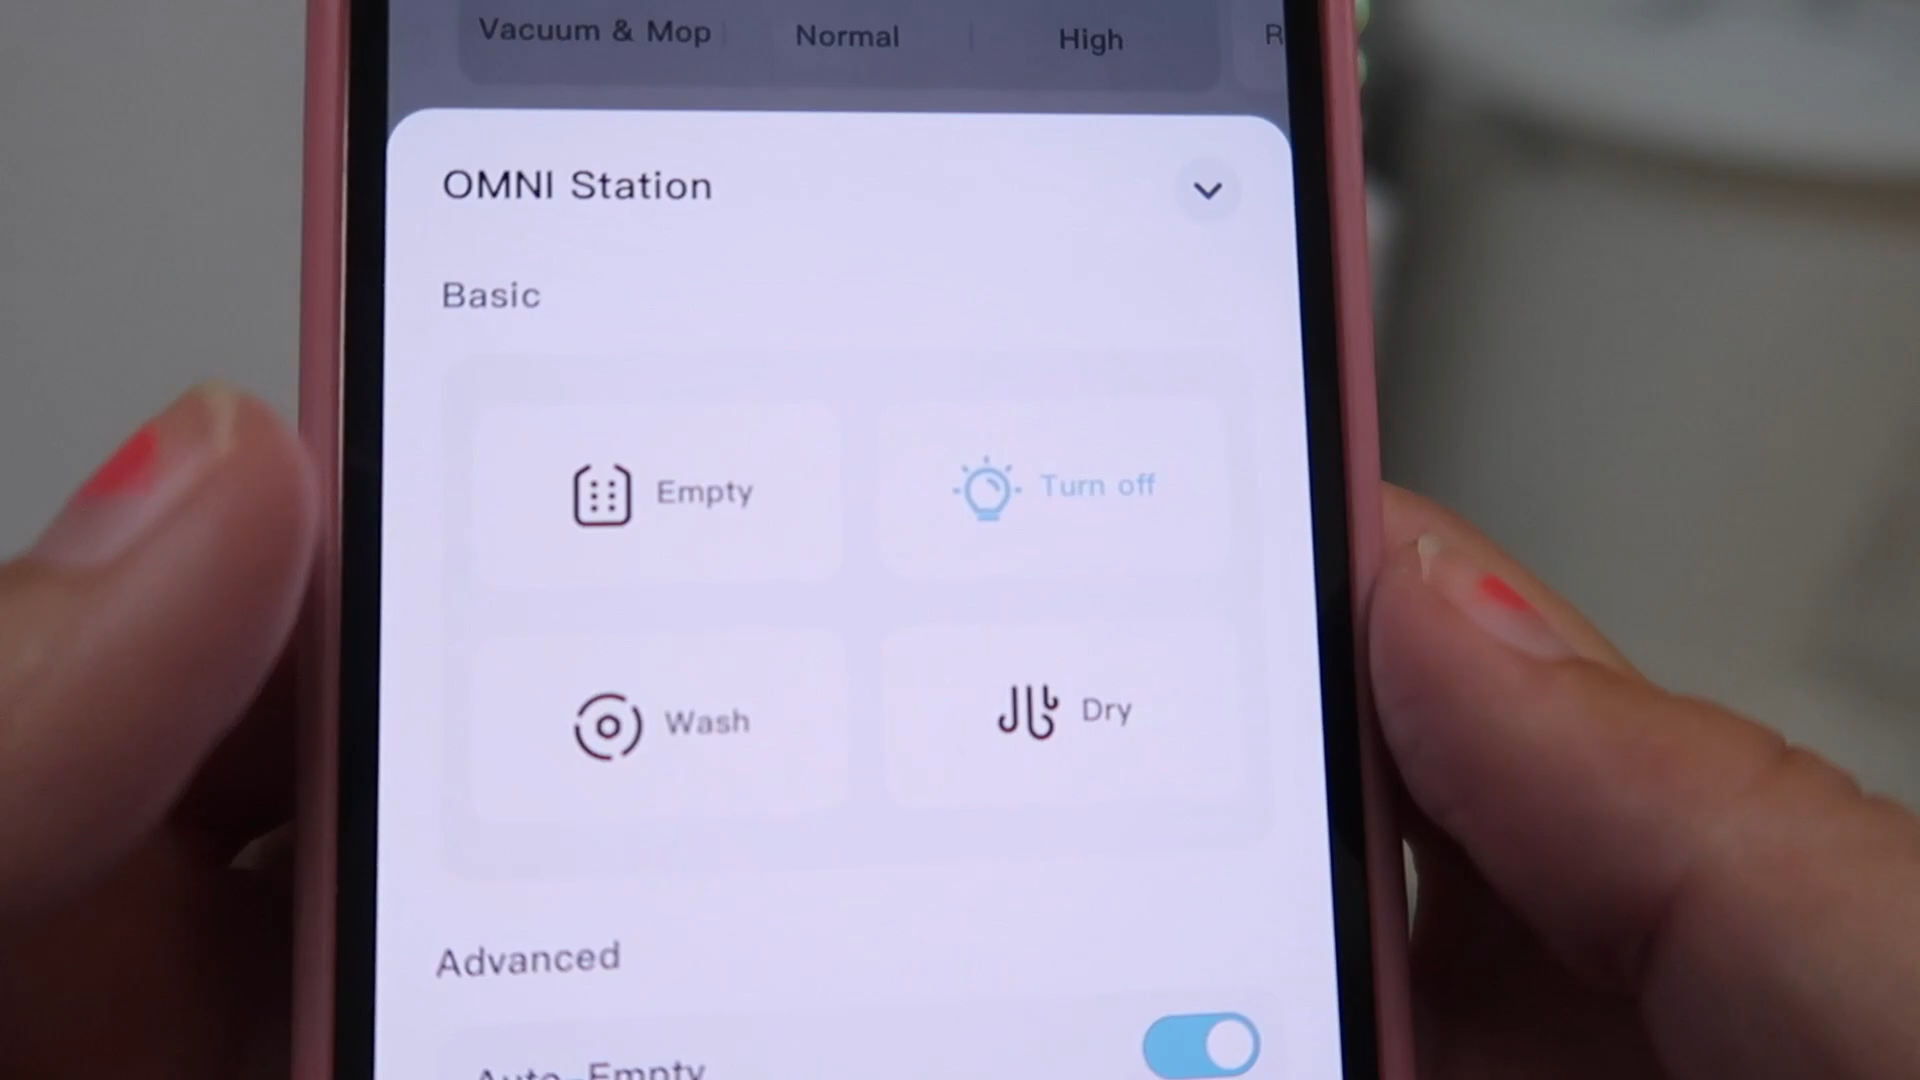 Vacuum & Mop Normal High R
OMNI Station
Basic
Empty
Turn off
Wash
Dry
Advanced
Auto-Empty